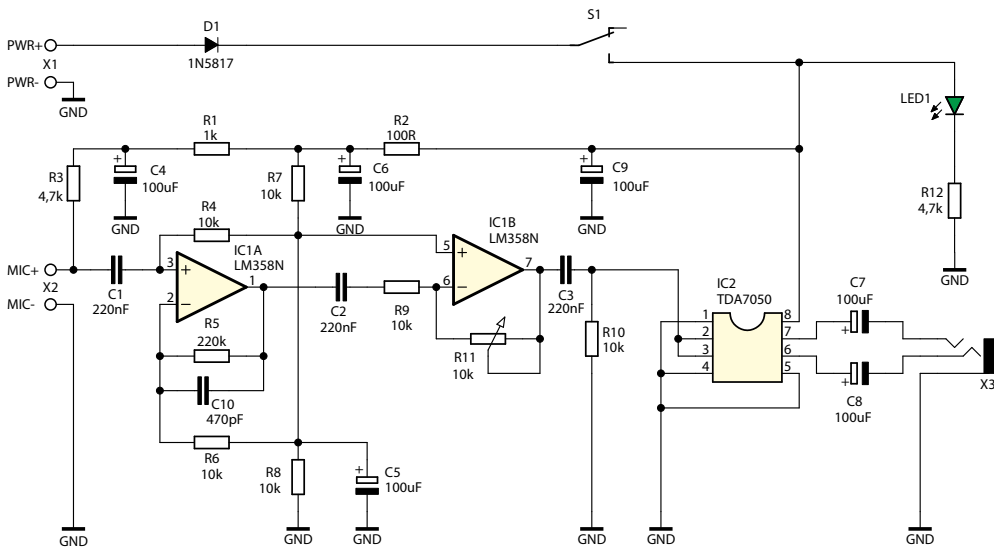 S1
D1
PWR+
X1
1N5817
PWR-
GND
LED1
R1
1k
R2
100R
R3
4,7k
C4
100uF
R7
10k
C6
100uF
C9
100uF
R12
4,7k
GND
R4
10k
GND
GND
IC1A
LM358N
IC1B
LM358N
5
7
6
MIC+
X2
MIC-
3
1
2
C1
220nF
C2
220nF
R9
10k
C3
220nF
GND
IC2
TDA7050
C7
100uF
R5
220k
R11
10k
R10
10k
1
2
3
4
8
7
6
5
X3
C10
470pF
C8
100uF
R6
10k
R8
10k
C5
100uF
GND
GND
GND
GND
GND
GND